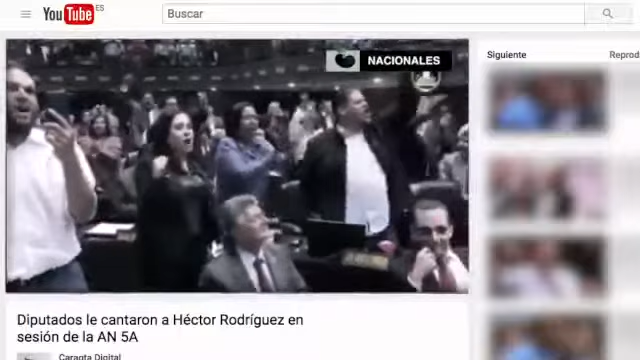 YouTube ES
Buscar
NACIONALES
Siguiente
Reprod
Diputados le cantaron a Héctor Rodríguez en
sesión de la AN 5A
Caraota Digital